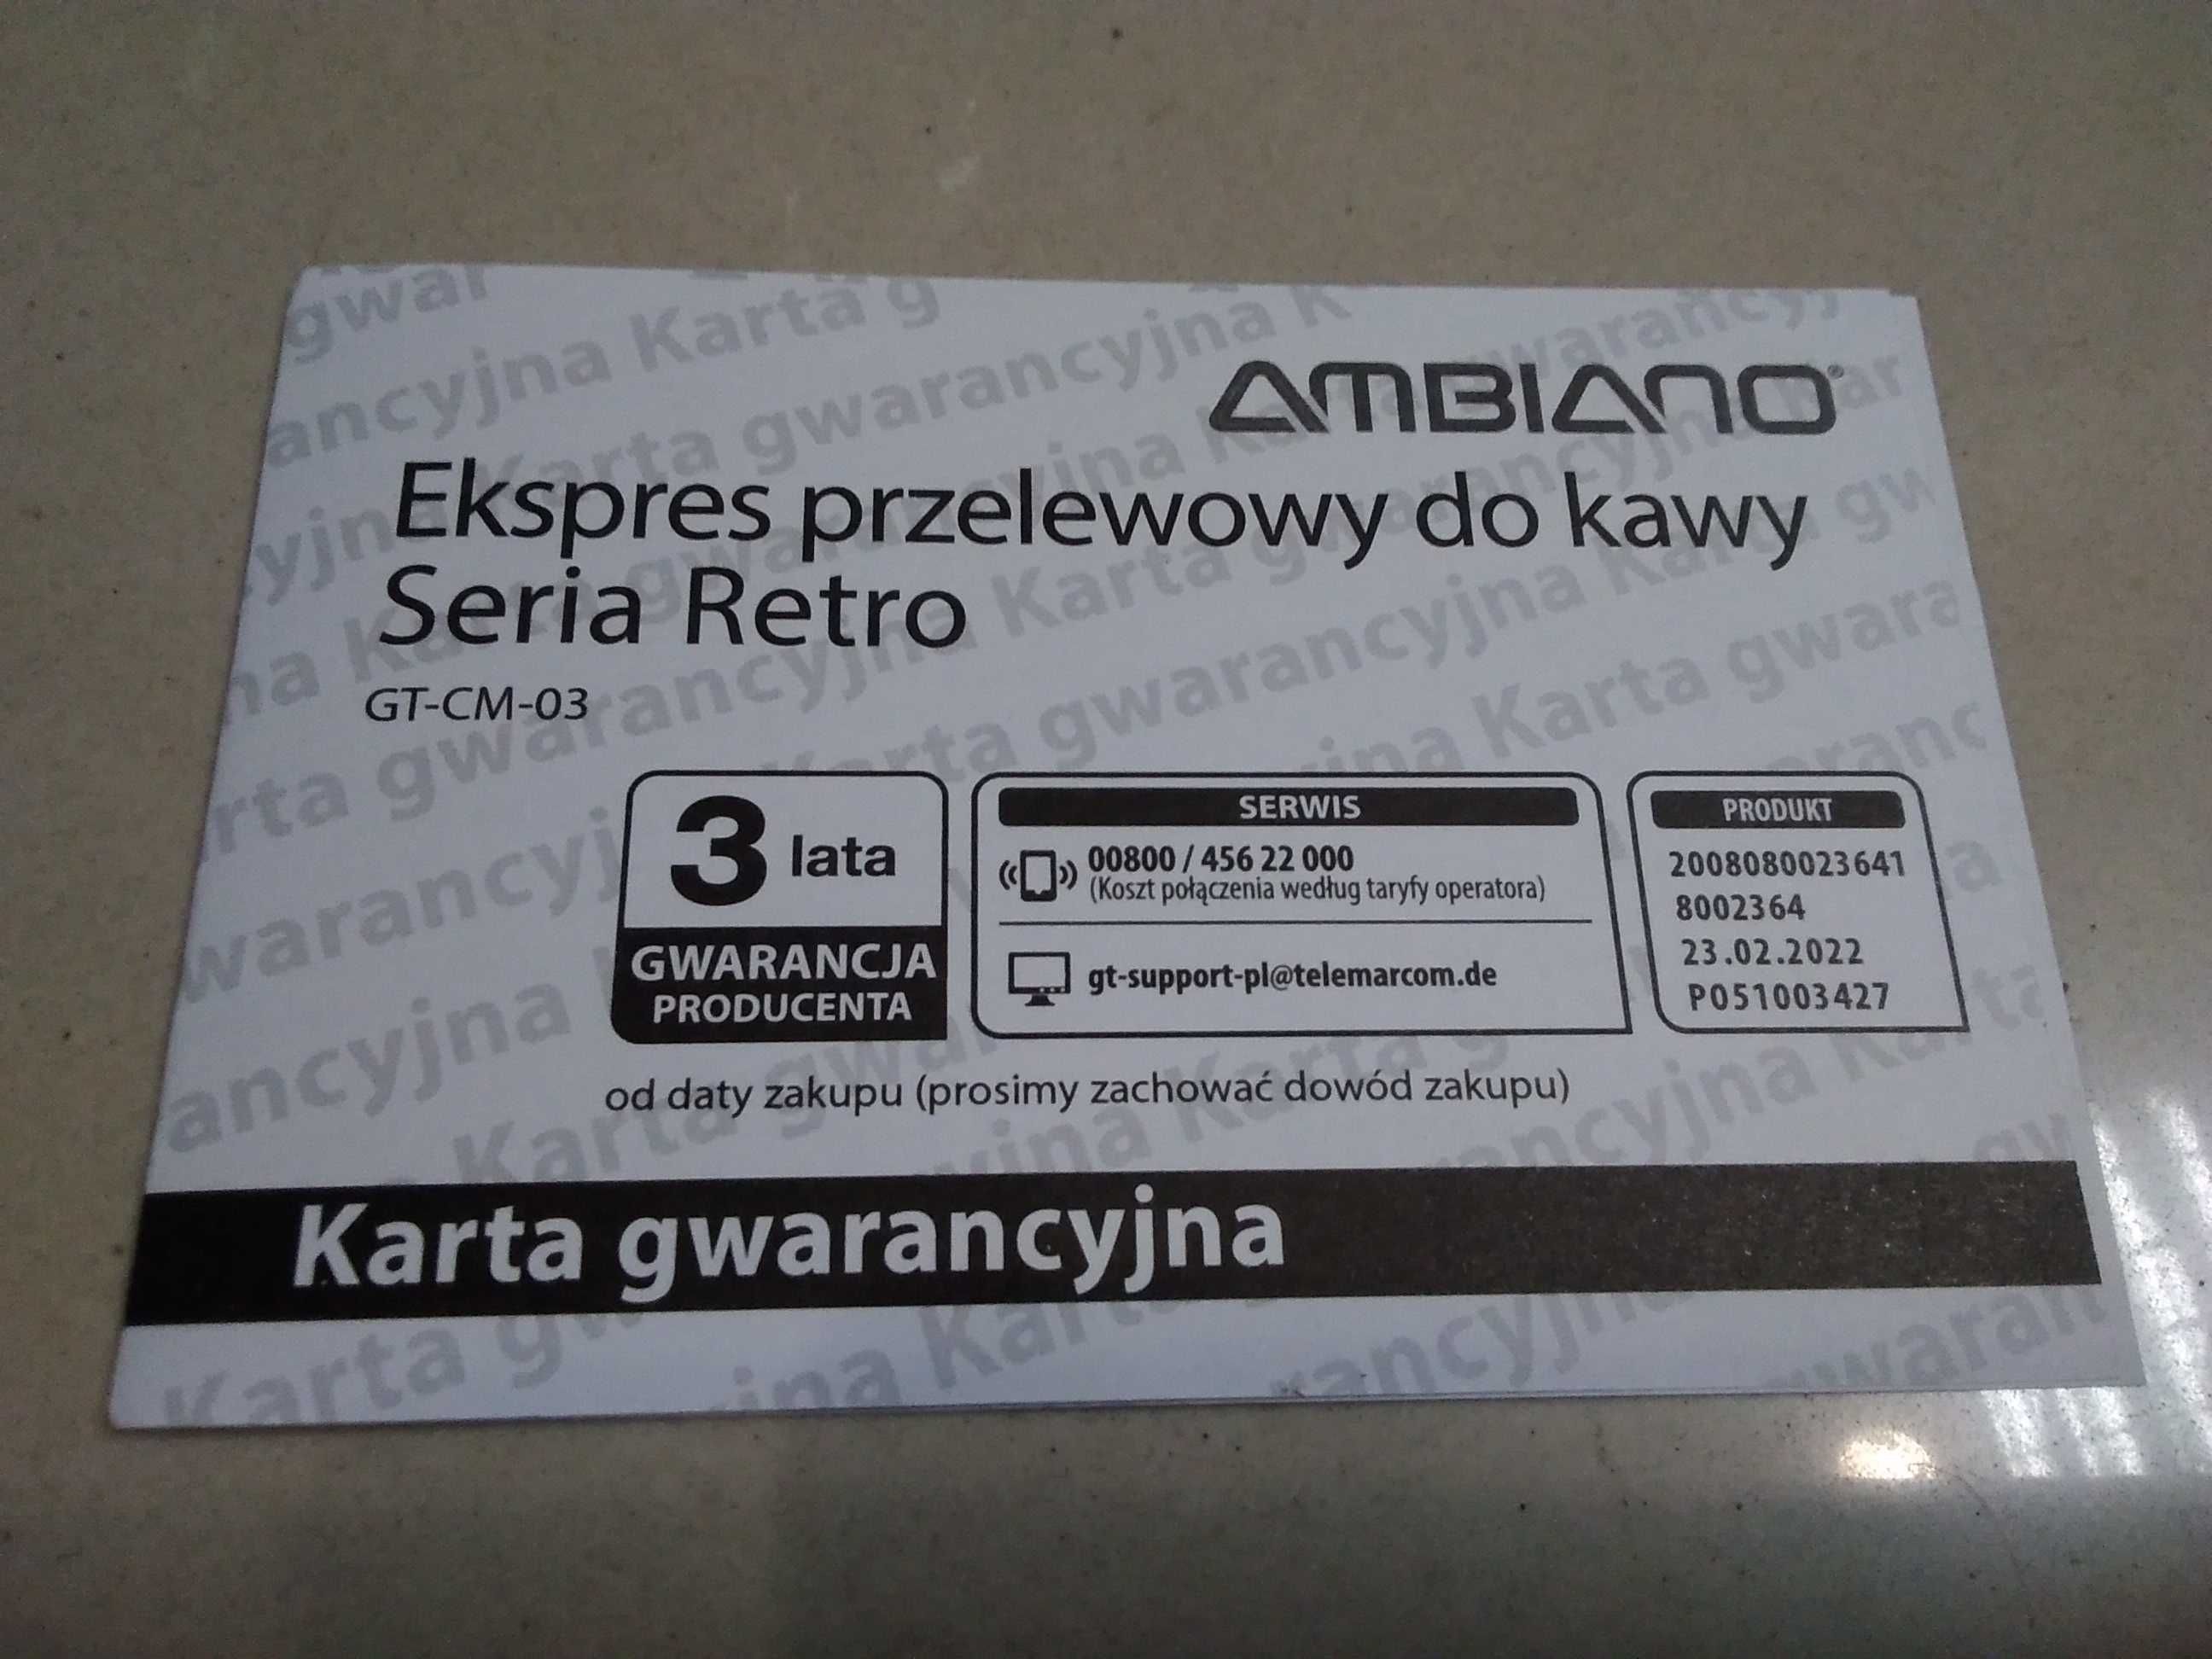 AMBIANO
Ekspres przelewowy do kawy
Seria Retro
GT-CM-03
3 lata
GWARANCJA
PRODUCENTA
SERWIS
00800 / 456 22 000
(Koszt połączenia według taryfy operatora)
gt-support-pl@telemarcom.de
PRODUKT
2008080023641
8002364
23.02.2022
P051003427
od daty zakupu (prosimy zachować dowód zakupu)
Karta gwarancyjna